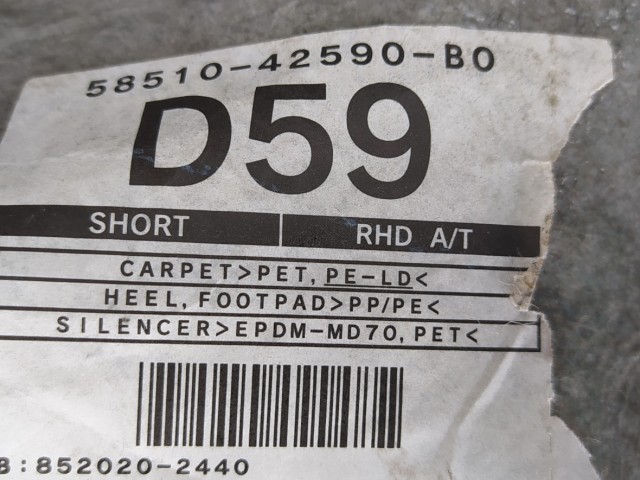 58510-42590-B0
D59
SHORT RHD A/T
CARPET>PET, PE-LD<
HEEL, FOOTPAD>PP/PE<
SILENCER>EPDM-MD70, PET<
B:852020-2440